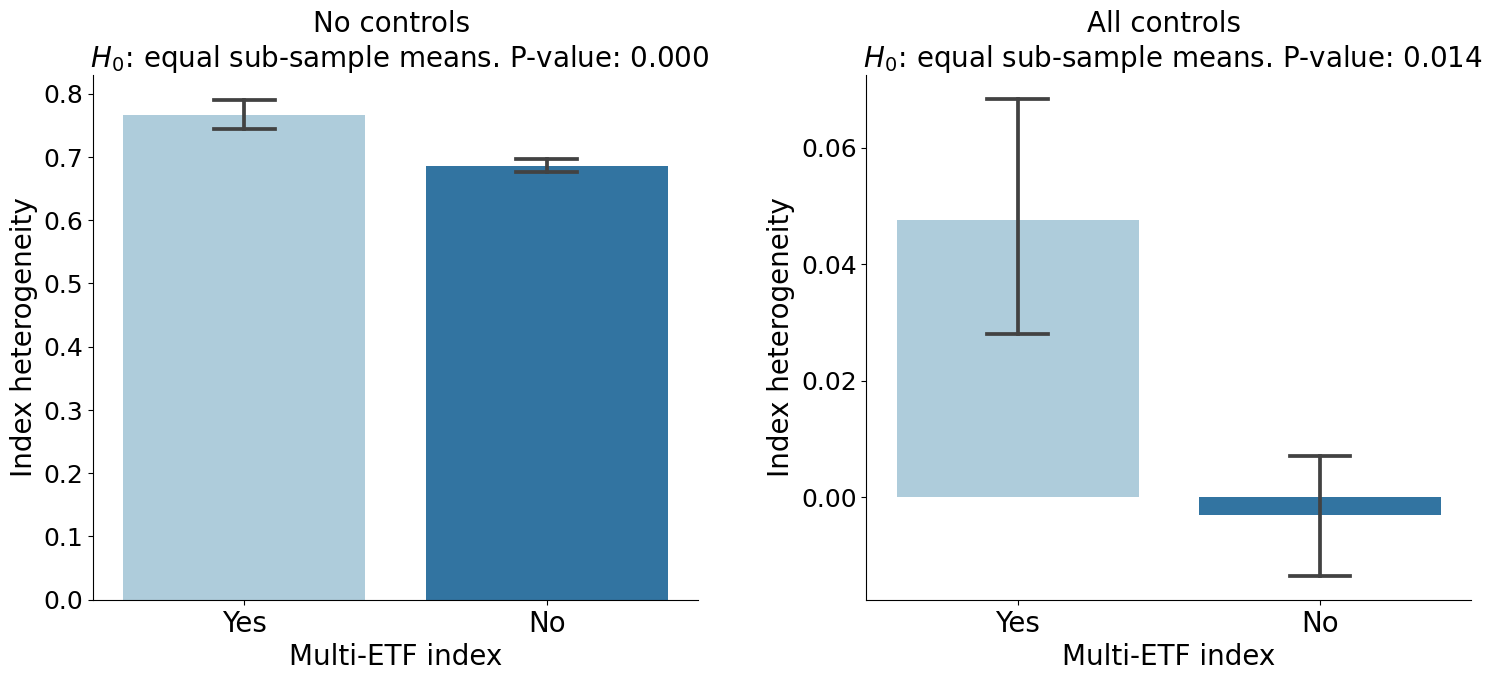 No controls
H₀: equal sub-sample means. P-value: 0.000
0.8
0.7
0.6
0.5
0.4
0.3
0.2
0.1
0.0
Index heterogeneity
Yes
No
Multi-ETF index
All controls
H₀: equal sub-sample means. P-value: 0.014
0.06
0.04
0.02
0.00
Index heterogeneity
Yes
No
Multi-ETF index